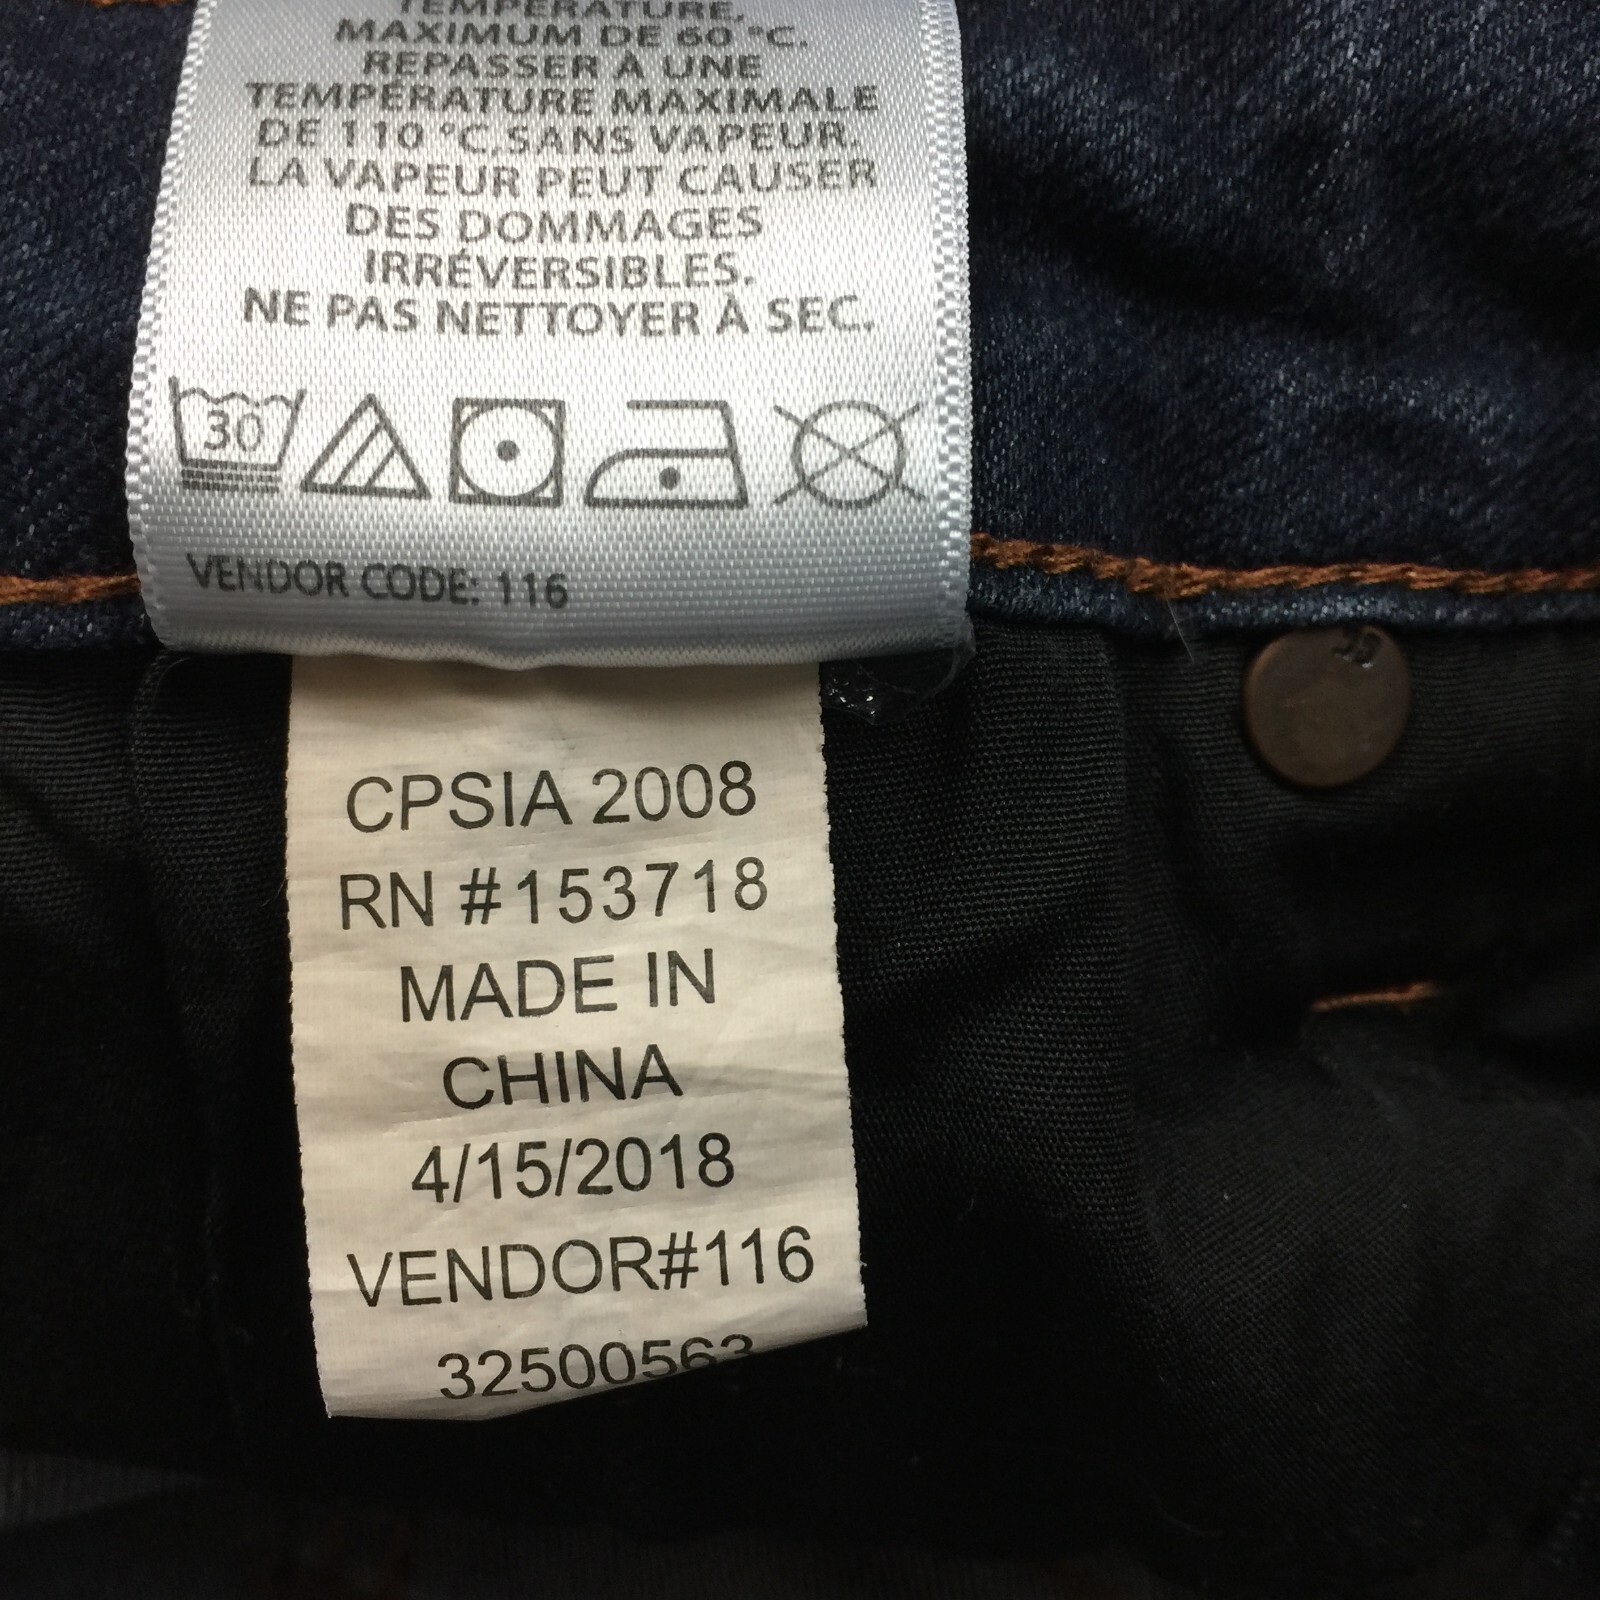 TEMPÉRATURE,
MAXIMUM DE 60 °C.
REPASSER À UNE
TEMPÉRATURE MAXIMALE
DE 110 °C, SANS VAPEUR.
LA VAPEUR PEUT CAUSER
DES DOMMAGES
IRRÉVERSIBLES.
NE PAS NETTOYER À SEC.
30
VENDOR CODE: 116
CPSIA 2008
RN #153718
MADE IN
CHINA
4/15/2018
VENDOR#116
32500563